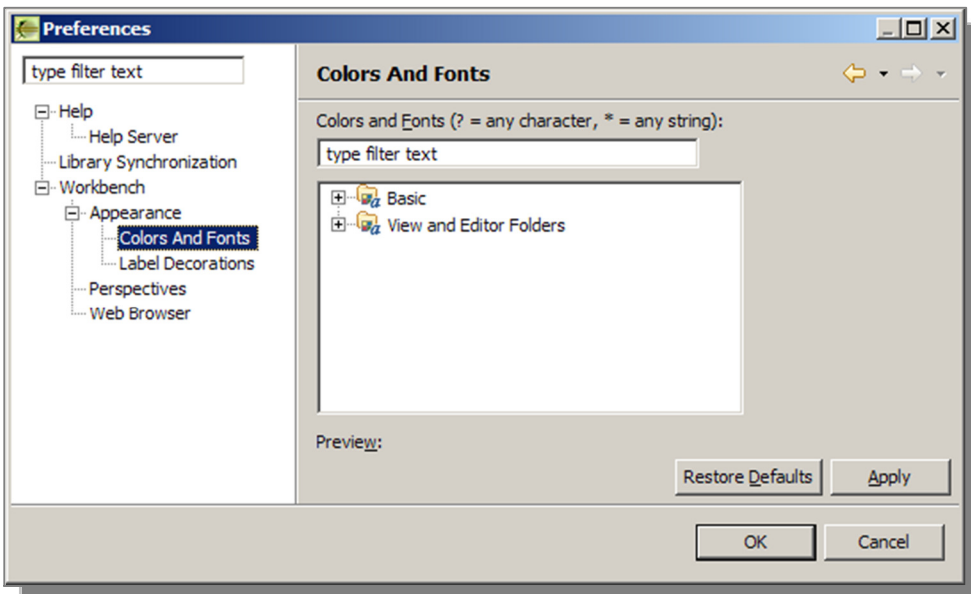 Preferences
type filter text
Help
Help Server
Library Synchronization
Workbench
Appearance
Colors And Fonts
Label Decorations
Perspectives
Web Browser
Colors And Fonts
Colors and Fonts (? = any character, * = any string):
type filter text
Basic
View and Editor Folders
Preview:
Restore Defaults
Apply
OK
Cancel